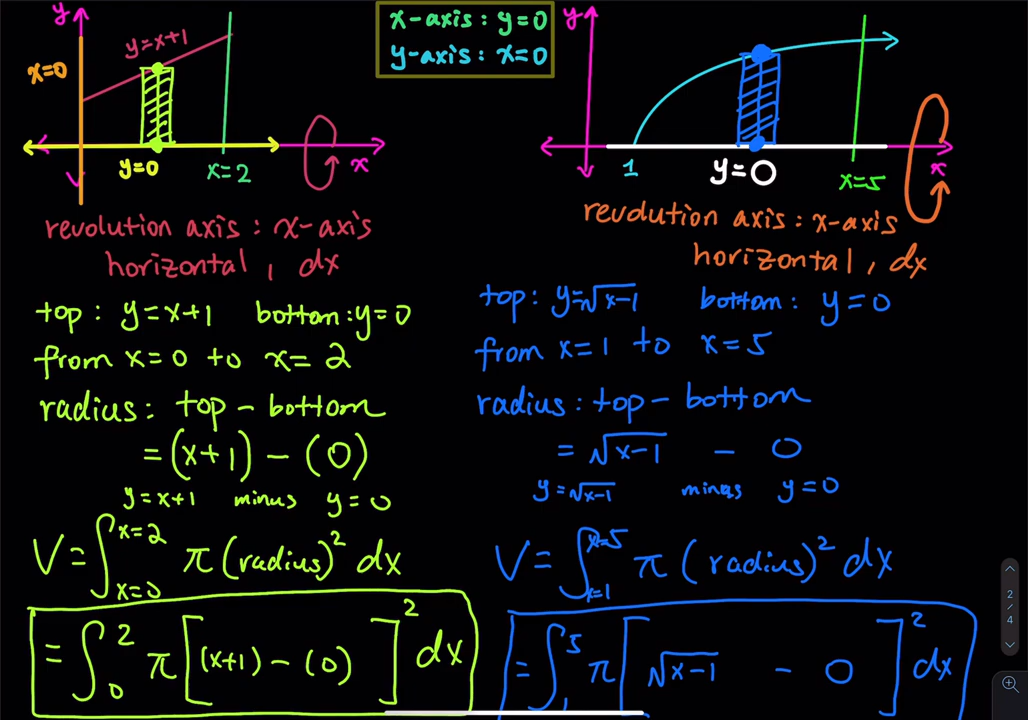 x-axis: y=0
y-axis: x=0
y
y=x+1
x=0
y=0
x=2
x
revolution axis: x-axis
horizontal, dx
top: y=x+1 bottom: y=0
from x=0 to x=2
radius: top - bottom
=(x+1)-(0)
y=x+1 minus y=0
V=∫_{x=0}^{x=2} π(radius)² dx
=∫_0^2 π[(x+1)-(0)]² dx
y
1
y=0
x=5
x
revolution axis: x-axis
horizontal, dx
top: y=√x-1 bottom: y=0
from x=1 to x=5
radius: top - bottom
= √x-1 - 0
y=√x-1 minus y=0
V=∫_{x=1}^{x=5} π(radius)² dx
=∫_1^5 π[√x-1 - 0]² dx
2
/
4